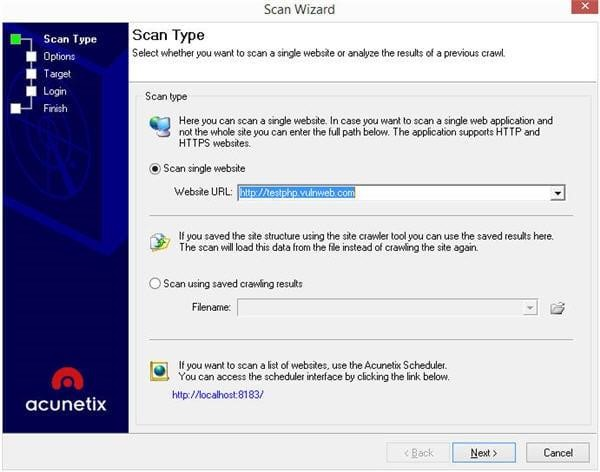 Scan Wizard
Scan Type
Options
Target
Login
Finish
Scan Type
Select whether you want to scan a single website or analyze the results of a previous crawl.
Scan type
Here you can scan a single website. In case you want to scan a single web application and
not the whole site you can enter the full path below. The application supports HTTP and
HTTPS websites.
Scan single website
Website URL: http://testphp.vulnweb.com
If you saved the site structure using the site crawler tool you can use the saved results here.
The scan will load this data from the file instead of crawling the site again.
Scan using saved crawling results
Filename:
If you want to scan a list of websites, use the Acunetix Scheduler.
You can access the scheduler interface by clicking the link below.
http://localhost:8183/
acunetix
< Back Next > Cancel